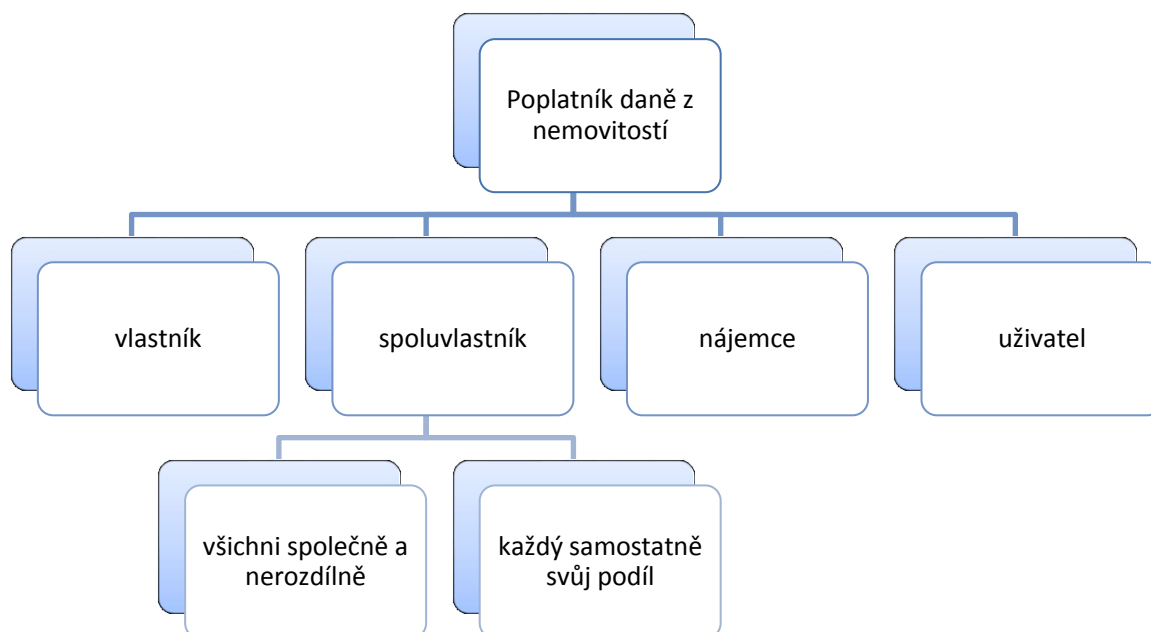 Poplatník daně z
nemovitostí
vlastník
spoluvlastník
nájemce
uživatel
všichni společně a
nerozdílně
každý samostatně
svůj podíl